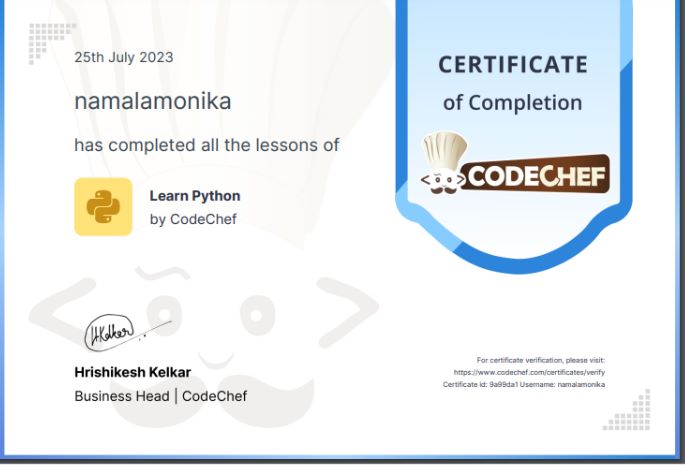 25th July 2023
CERTIFICATE
of Completion
namalamonika
has completed all the lessons of
CODECHEF
Learn Python
by CodeChef
H.Kelkar
Hrishikesh Kelkar
Business Head | CodeChef
For certificate verification, please visit:
https://www.codechef.com/certificates/verify
Certificate id: 9a99da1 Username: namalamonika